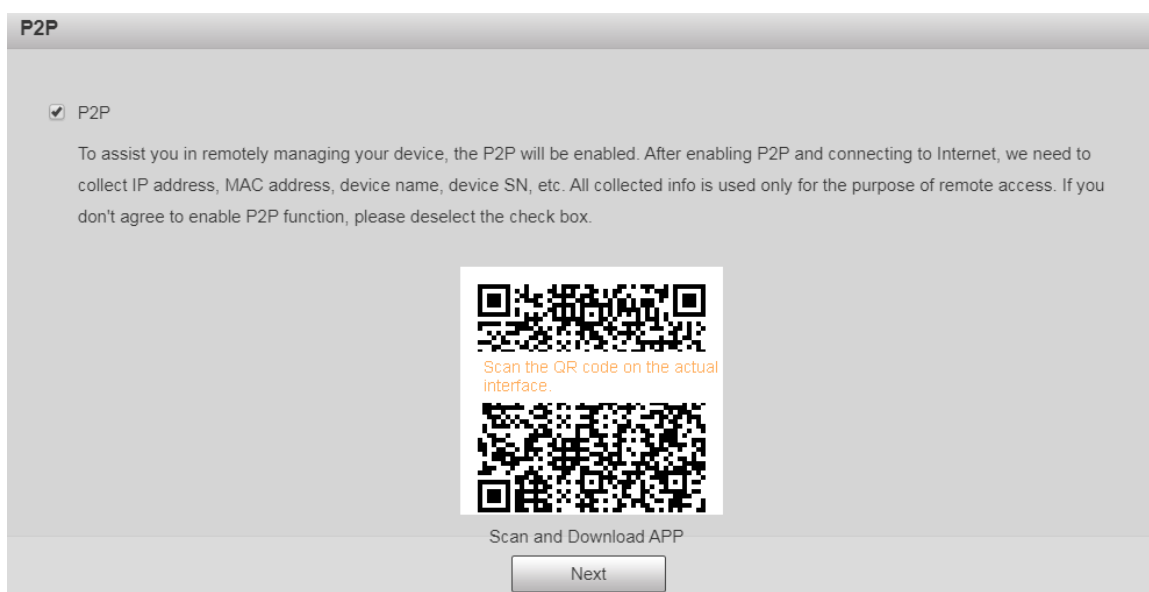 P2P
P2P
To assist you in remotely managing your device, the P2P will be enabled. After enabling P2P and connecting to Internet, we need to
collect IP address, MAC address, device name, device SN, etc. All collected info is used only for the purpose of remote access. If you
don't agree to enable P2P function, please deselect the check box.
Scan the QR code on the actual
interface.
Scan and Download APP
Next